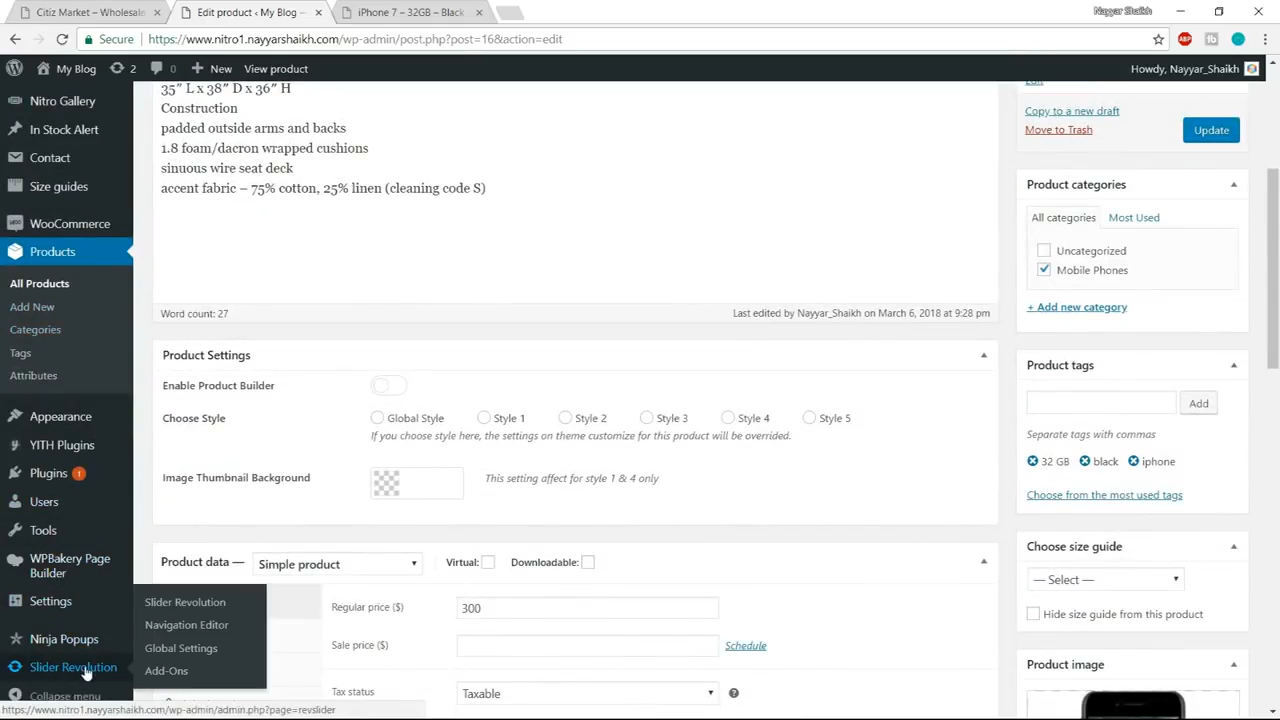 Citiz Market – Wholesale
Edit product ‹ My Blog –
iPhone 7 – 32GB – Black
Nayyar Shaikh
Secure
https://www.nitro1.nayyarshaikh.com/wp-admin/post.php?post=16&action=edit
ABP
My Blog
2
0
New
View product
Howdy, Nayyar_Shaikh
Nitro Gallery
In Stock Alert
Contact
Size guides
WooCommerce
Products
All Products
Add New
Categories
Tags
Attributes
Appearance
YITH Plugins
Plugins 1
Users
Tools
WPBakery Page
Builder
Settings
Ninja Popups
Slider Revolution
Collapse menu
Slider Revolution
Navigation Editor
Global Settings
Add-Ons
https://www.nitro1.nayyarshaikh.com/wp-admin/admin.php?page=revslider
35″ L x 38″ D x 36″ H
Construction
padded outside arms and backs
1.8 foam/dacron wrapped cushions
sinuous wire seat deck
accent fabric – 75% cotton, 25% linen (cleaning code S)
Word count: 27
Last edited by Nayyar_Shaikh on March 6, 2018 at 9:28 pm
Product Settings
Enable Product Builder
Choose Style
Global Style
Style 1
Style 2
Style 3
Style 4
Style 5
If you choose style here, the settings on theme customize for this product will be overrided.
Image Thumbnail Background
This setting affect for style 1 & 4 only
Product data —
Simple product
Virtual:
Downloadable:
Regular price ($)
300
Sale price ($)
Schedule
Tax status
Taxable
Edit
Copy to a new draft
Move to Trash
Update
Product categories
All categories
Most Used
Uncategorized
Mobile Phones
+ Add new category
Product tags
Add
Separate tags with commas
32 GB
black
iphone
Choose from the most used tags
Choose size guide
— Select —
Hide size guide from this product
Product image